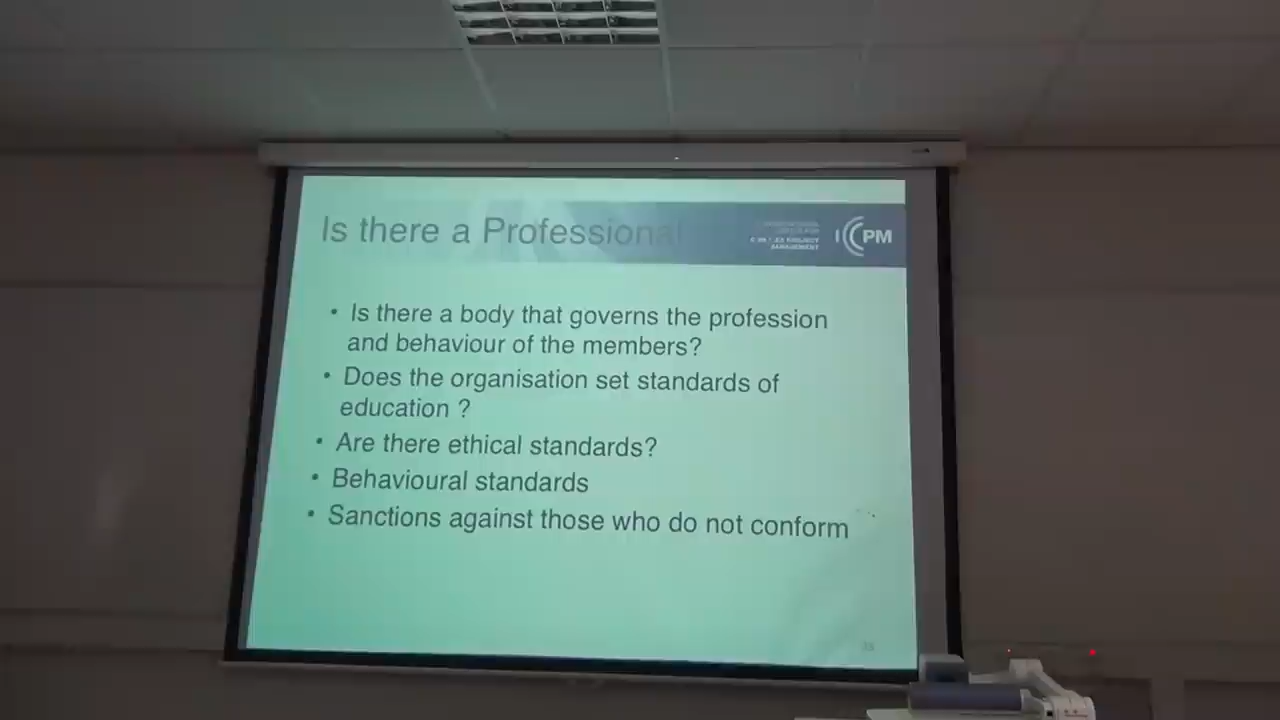 Is there a Professional
ICCPM
• Is there a body that governs the profession
and behaviour of the members?
• Does the organisation set standards of
education ?
• Are there ethical standards?
• Behavioural standards
• Sanctions against those who do not conform